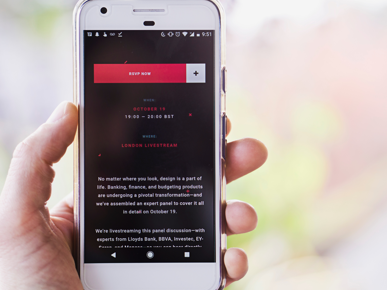 9:51
RSVP NOW
+
OCTOBER 19
19:00 – 20:00 BST
WHERE
LONDON LIVESTREAM
No matter where you look, design is a part of
life. Banking, finance, and budgeting products
are undergoing a pivotal transformation—and
we've assembled an expert panel to cover it all
in detail on October 19.
We're livestreaming this panel discussion—with
experts from Lloyds Bank, BBVA, Investec, EY-